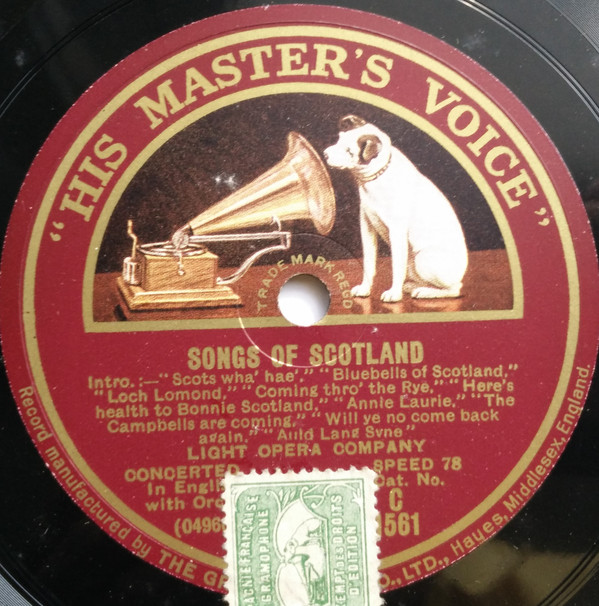 "HIS MASTER'S VOICE"
TRADE MARK REGD
SONGS OF SCOTLAND
Intro.:—"Scots wha' hae," "Bluebells of Scotland,"
"Loch Lomond," "Coming thro' the Rye," "Here's
health to Bonnie Scotland," "Annie Laurie," "The
Campbells are coming," "Will ye no come back
again," "Auld Lang Syne"
LIGHT OPERA COMPANY
CONCERTED SPEED 78
In Cat. No.
with C
(0496 561
Record manufactured by THE CO., LTD., Hayes, Middlesex, England.
GRAMOPHONE
D'EDITION